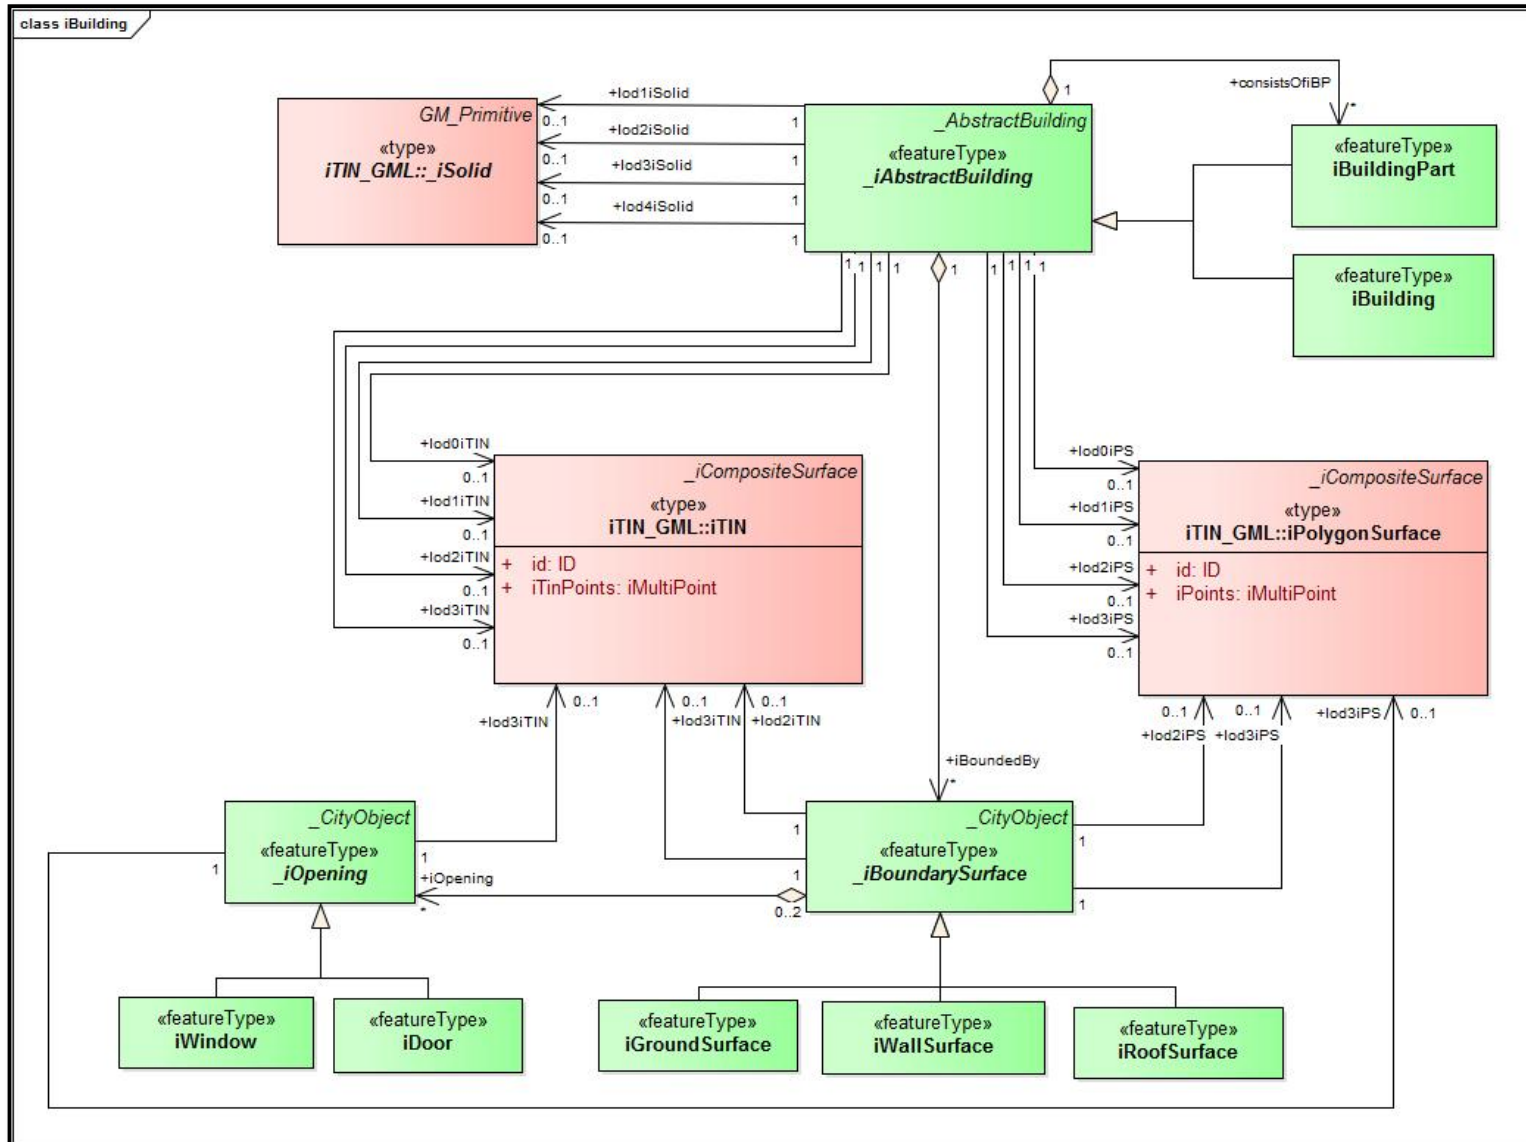 class iBuilding
+lod1iSolid
0..1
1
+lod2iSolid
0..1
1
+lod3iSolid
0..1
1
+lod4iSolid
0..1
1
GM_Primitive
«type»
iTIN_GML::_iSolid
_AbstractBuilding
«featureType»
_iAbstractBuilding
1
+consistsOfiBP
*
«featureType»
iBuildingPart
«featureType»
iBuilding
1
1
1
1
1
1
1
1
1
+lod0iTIN
0..1
+lod1iTIN
0..1
+lod2iTIN
0..1
+lod3iTIN
0..1
_iCompositeSurface
«type»
iTIN_GML::iTIN
+ id: ID
+ iTinPoints: iMultiPoint
+lod0iPS
0..1
+lod1iPS
0..1
+lod2iPS
0..1
+lod3iPS
0..1
_iCompositeSurface
«type»
iTIN_GML::iPolygonSurface
+ id: ID
+ iPoints: iMultiPoint
0..1
+lod3iTIN
0..1
+lod3iTIN
0..1
+lod2iTIN
0..1
+lod2iPS
0..1
+lod3iPS
+lod3iPS
0..1
+iBoundedBy
*
_CityObject
«featureType»
_iOpening
1
1
+iOpening
*
_CityObject
«featureType»
_iBoundarySurface
1
1
0..2
1
1
«featureType»
iWindow
«featureType»
iDoor
«featureType»
iGroundSurface
«featureType»
iWallSurface
«featureType»
iRoofSurface